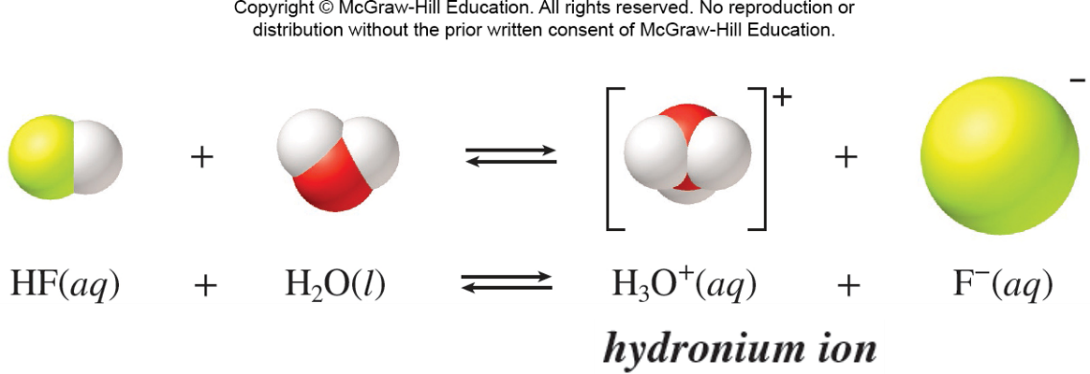 Copyright © McGraw-Hill Education. All rights reserved. No reproduction or
distribution without the prior written consent of McGraw-Hill Education.
+ ⇌ [ ]⁺ + ⁻
HF(aq) + H₂O(l) ⇌ H₃O⁺(aq) + F⁻(aq)
hydronium ion